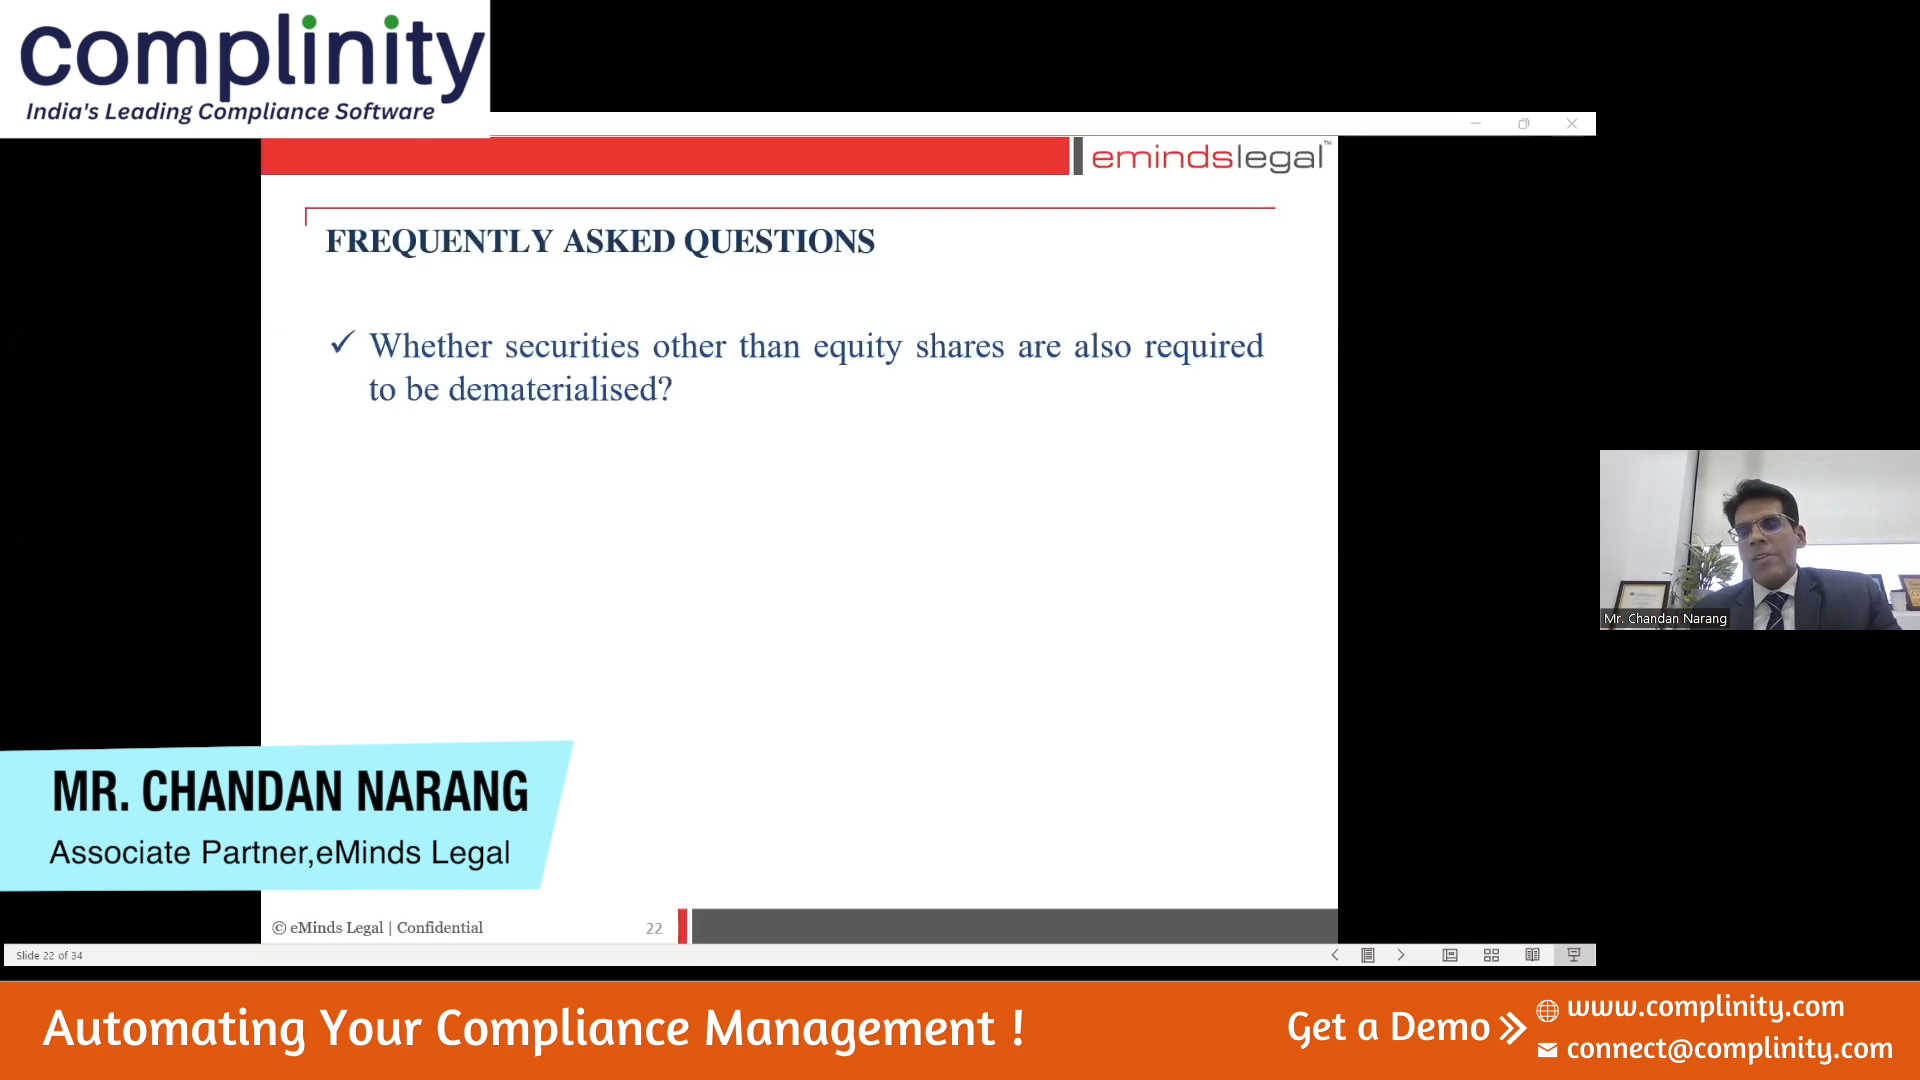 complinity
India's Leading Compliance Software
emindslegal™
FREQUENTLY ASKED QUESTIONS
✓ Whether securities other than equity shares are also required
to be dematerialised?
Mr. Chandan Narang
MR. CHANDAN NARANG
Associate Partner,eMinds Legal
© eMinds Legal | Confidential
22
Slide 22 of 34
Automating Your Compliance Management !
Get a Demo
www.complinity.com
connect@complinity.com